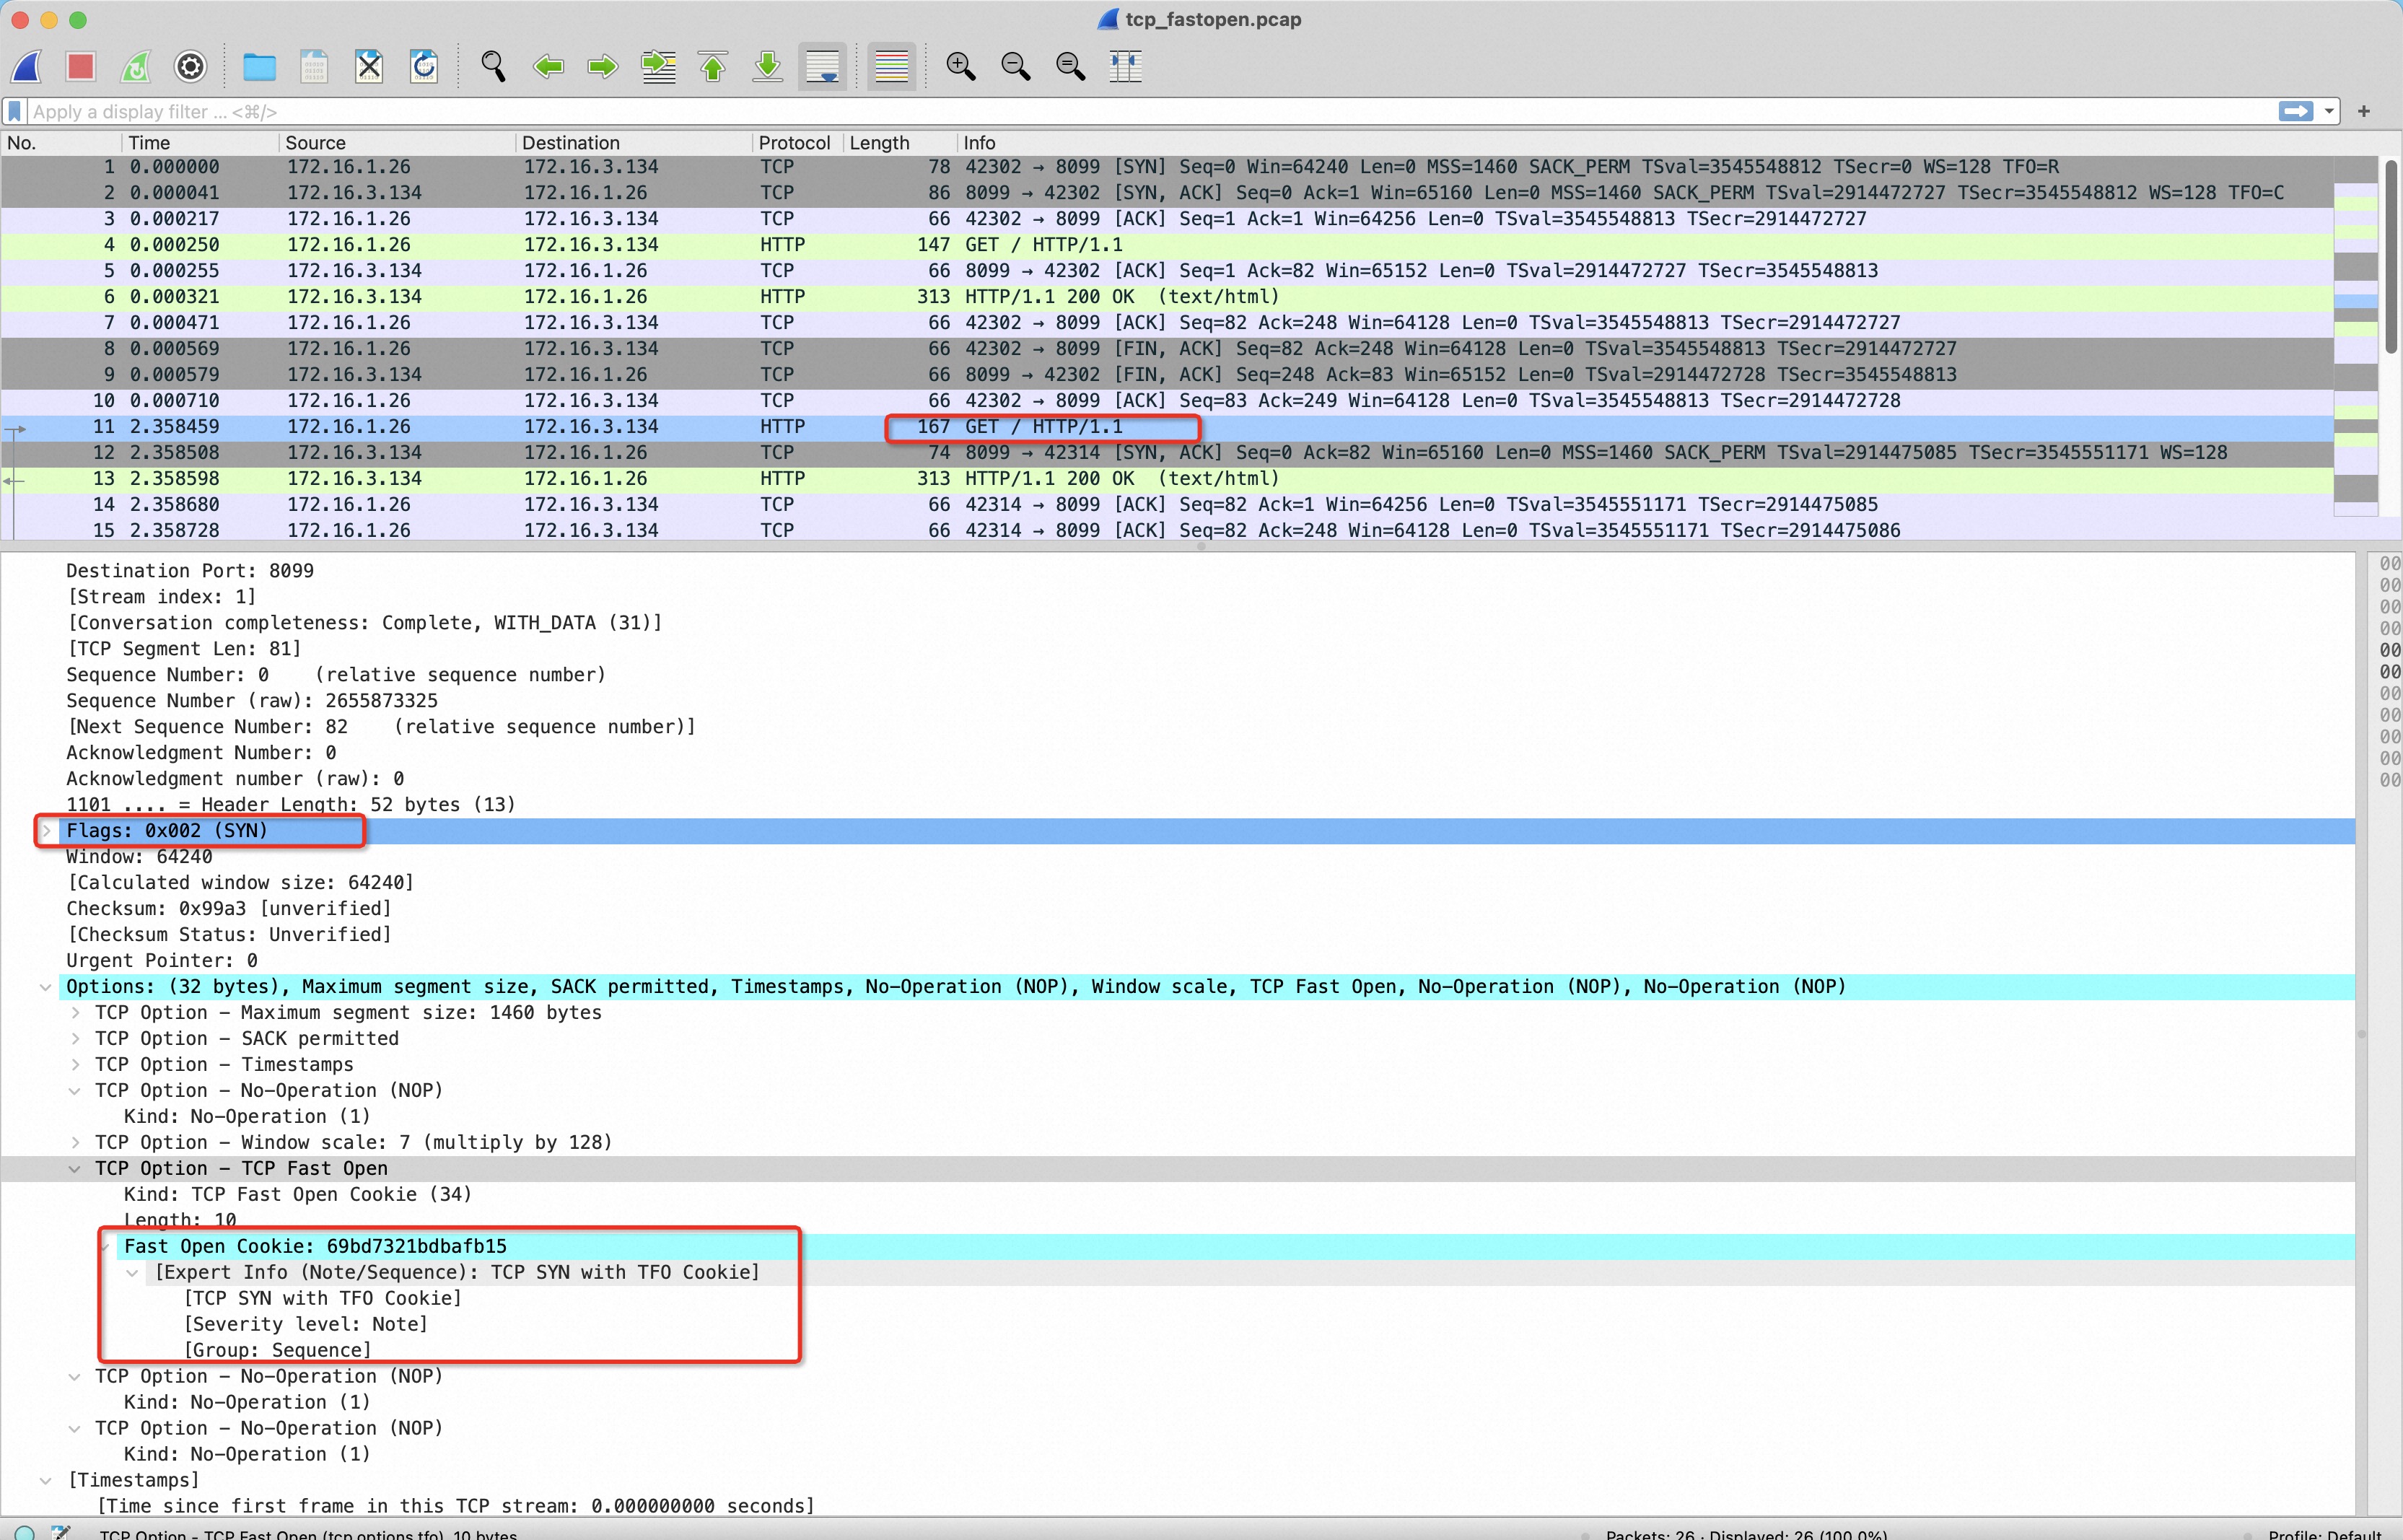 tcp_fastopen.pcap
Apply a display filter ... <⌘/>
No. Time Source Destination Protocol Length Info
1 0.000000 172.16.1.26 172.16.3.134 TCP 78 42302 → 8099 [SYN] Seq=0 Win=64240 Len=0 MSS=1460 SACK_PERM TSval=3545548812 TSecr=0 WS=128 TFO=R
2 0.000041 172.16.3.134 172.16.1.26 TCP 86 8099 → 42302 [SYN, ACK] Seq=0 Ack=1 Win=65160 Len=0 MSS=1460 SACK_PERM TSval=2914472727 TSecr=3545548812 WS=128 TFO=C
3 0.000217 172.16.1.26 172.16.3.134 TCP 66 42302 → 8099 [ACK] Seq=1 Ack=1 Win=64256 Len=0 TSval=3545548813 TSecr=2914472727
4 0.000250 172.16.1.26 172.16.3.134 HTTP 147 GET / HTTP/1.1
5 0.000255 172.16.3.134 172.16.1.26 TCP 66 8099 → 42302 [ACK] Seq=1 Ack=82 Win=65152 Len=0 TSval=2914472727 TSecr=3545548813
6 0.000321 172.16.3.134 172.16.1.26 HTTP 313 HTTP/1.1 200 OK (text/html)
7 0.000471 172.16.1.26 172.16.3.134 TCP 66 42302 → 8099 [ACK] Seq=82 Ack=248 Win=64128 Len=0 TSval=3545548813 TSecr=2914472727
8 0.000569 172.16.1.26 172.16.3.134 TCP 66 42302 → 8099 [FIN, ACK] Seq=82 Ack=248 Win=64128 Len=0 TSval=3545548813 TSecr=2914472727
9 0.000579 172.16.3.134 172.16.1.26 TCP 66 8099 → 42302 [FIN, ACK] Seq=248 Ack=83 Win=65152 Len=0 TSval=2914472728 TSecr=3545548813
10 0.000710 172.16.1.26 172.16.3.134 TCP 66 42302 → 8099 [ACK] Seq=83 Ack=249 Win=64128 Len=0 TSval=3545548813 TSecr=2914472728
11 2.358459 172.16.1.26 172.16.3.134 HTTP 167 GET / HTTP/1.1
12 2.358508 172.16.3.134 172.16.1.26 TCP 74 8099 → 42314 [SYN, ACK] Seq=0 Ack=82 Win=65160 Len=0 MSS=1460 SACK_PERM TSval=2914475085 TSecr=3545551171 WS=128
13 2.358598 172.16.3.134 172.16.1.26 HTTP 313 HTTP/1.1 200 OK (text/html)
14 2.358680 172.16.1.26 172.16.3.134 TCP 66 42314 → 8099 [ACK] Seq=82 Ack=1 Win=64256 Len=0 TSval=3545551171 TSecr=2914475085
15 2.358728 172.16.1.26 172.16.3.134 TCP 66 42314 → 8099 [ACK] Seq=82 Ack=248 Win=64128 Len=0 TSval=3545551171 TSecr=2914475086
Destination Port: 8099
[Stream index: 1]
[Conversation completeness: Complete, WITH_DATA (31)]
[TCP Segment Len: 81]
Sequence Number: 0 (relative sequence number)
Sequence Number (raw): 2655873325
[Next Sequence Number: 82 (relative sequence number)]
Acknowledgment Number: 0
Acknowledgment number (raw): 0
1101 .... = Header Length: 52 bytes (13)
Flags: 0x002 (SYN)
Window: 64240
[Calculated window size: 64240]
Checksum: 0x99a3 [unverified]
[Checksum Status: Unverified]
Urgent Pointer: 0
Options: (32 bytes), Maximum segment size, SACK permitted, Timestamps, No-Operation (NOP), Window scale, TCP Fast Open, No-Operation (NOP), No-Operation (NOP)
TCP Option – Maximum segment size: 1460 bytes
TCP Option – SACK permitted
TCP Option – Timestamps
TCP Option – No-Operation (NOP)
Kind: No-Operation (1)
TCP Option – Window scale: 7 (multiply by 128)
TCP Option – TCP Fast Open
Kind: TCP Fast Open Cookie (34)
Length: 10
Fast Open Cookie: 69bd7321bdbafb15
[Expert Info (Note/Sequence): TCP SYN with TFO Cookie]
[TCP SYN with TFO Cookie]
[Severity level: Note]
[Group: Sequence]
TCP Option – No-Operation (NOP)
Kind: No-Operation (1)
TCP Option – No-Operation (NOP)
Kind: No-Operation (1)
[Timestamps]
[Time since first frame in this TCP stream: 0.000000000 seconds]
00
00
00
00
00
00
00
00
00
00
00
TCP Option - TCP Fast Open (tcp.options.tfo), 10 bytes
Packets: 26 · Displayed: 26 (100.0%)
Profile: Default